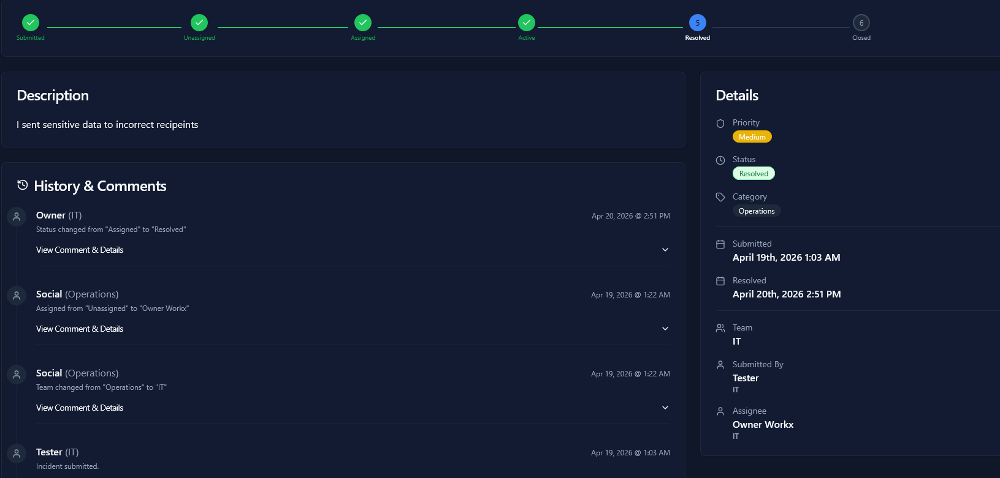 Submitted
Unassigned
Assigned
Active
5
Resolved
6
Closed
Description
I sent sensitive data to incorrect recipeints
History & Comments
Owner (IT)
Apr 20, 2026 @ 2:51 PM
Status changed from "Assigned" to "Resolved"
View Comment & Details
Social (Operations)
Apr 19, 2026 @ 1:22 AM
Assigned from "Unassigned" to "Owner Workx"
View Comment & Details
Social (Operations)
Apr 19, 2026 @ 1:22 AM
Team changed from "Operations" to "IT"
View Comment & Details
Tester (IT)
Apr 19, 2026 @ 1:03 AM
Incident submitted.
Details
Priority
Medium
Status
Resolved
Category
Operations
Submitted
April 19th, 2026 1:03 AM
Resolved
April 20th, 2026 2:51 PM
Team
IT
Submitted By
Tester
IT
Assignee
Owner Workx
IT